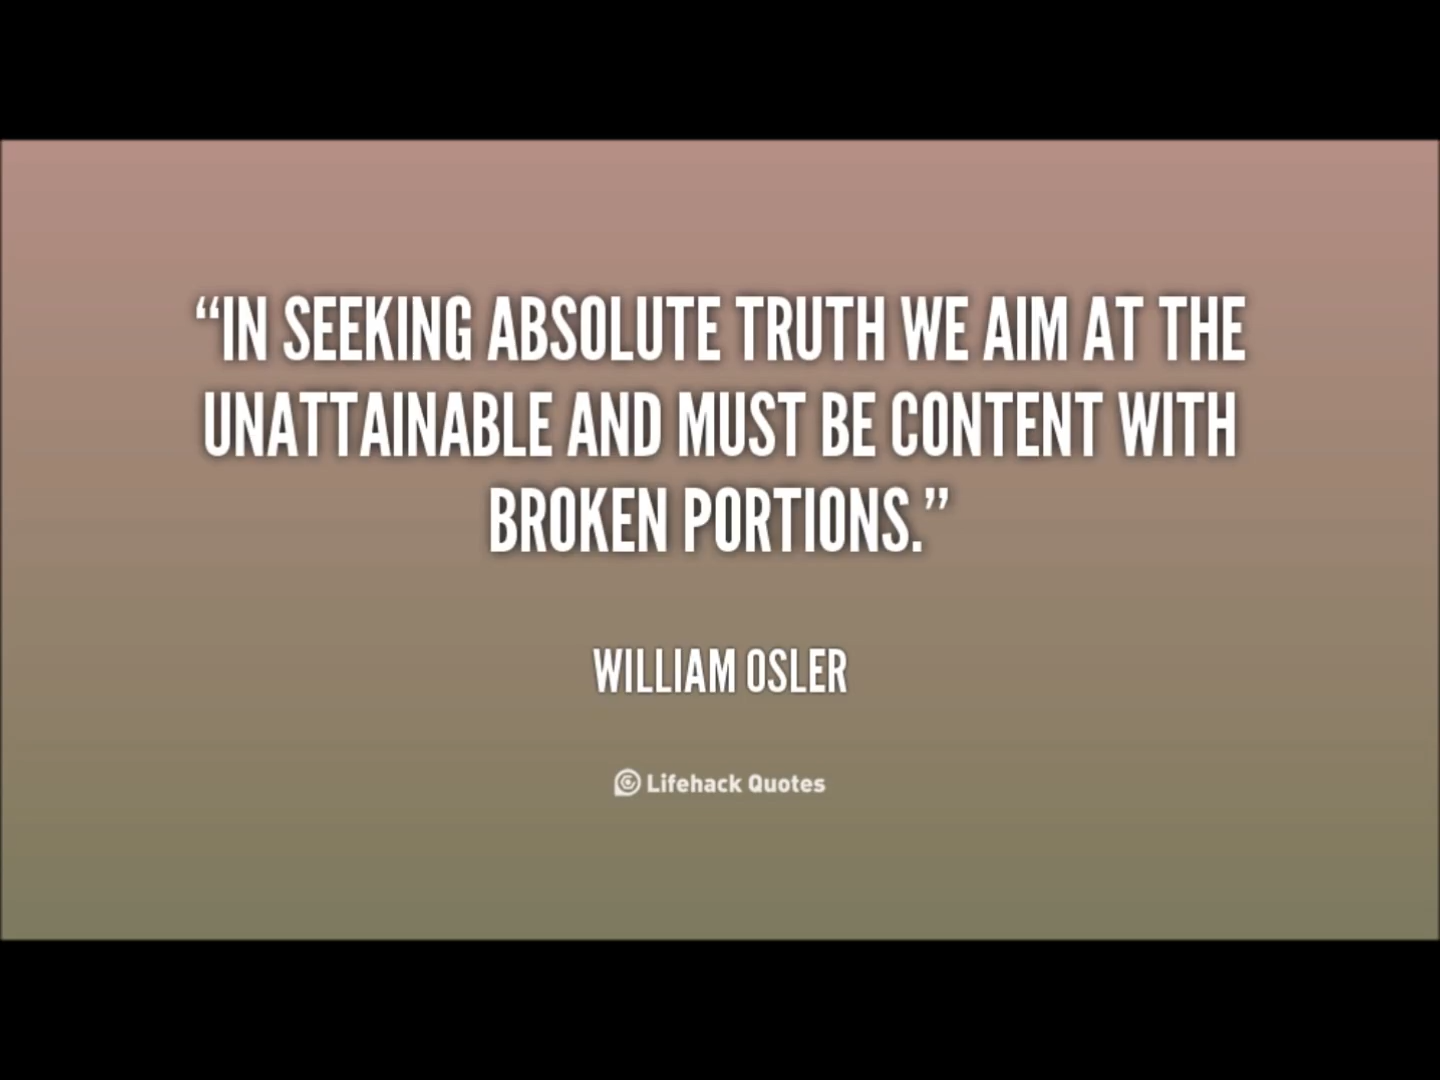 “IN SEEKING ABSOLUTE TRUTH WE AIM AT THE
UNATTAINABLE AND MUST BE CONTENT WITH
BROKEN PORTIONS.”
WILLIAM OSLER
Lifehack Quotes